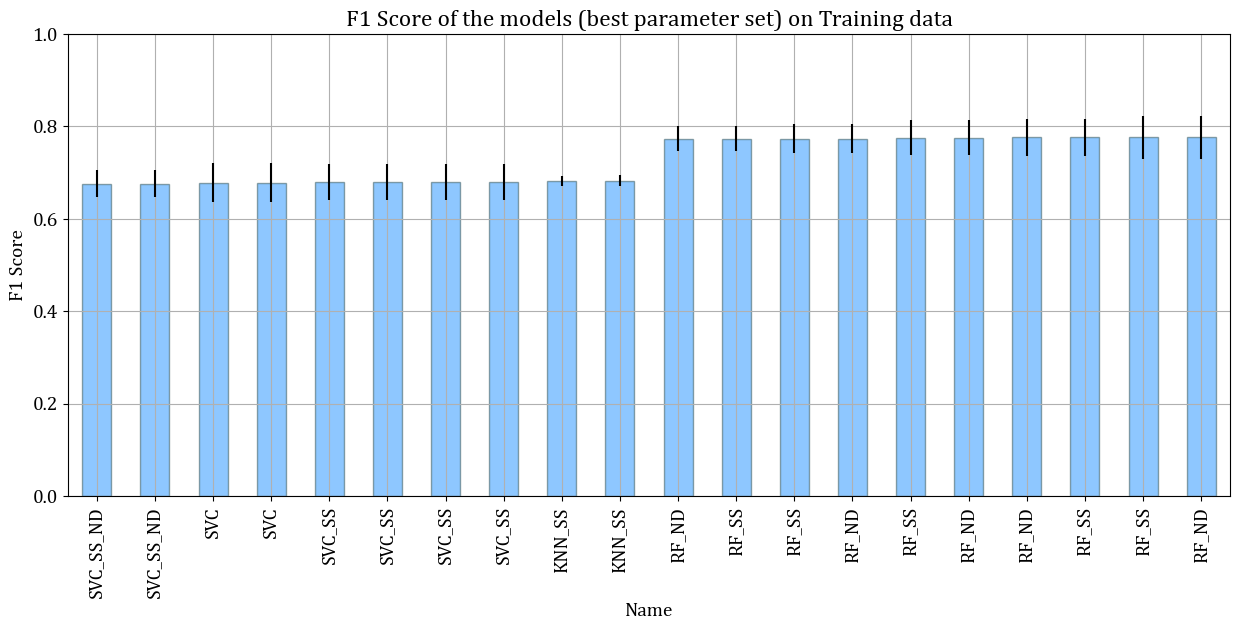 F1 Score of the models (best parameter set) on Training data
1.0
0.8
0.6
0.4
0.2
0.0
F1 Score
SVC_SS_ND
SVC_SS_ND
SVC
SVC
SVC_SS
SVC_SS
SVC_SS
SVC_SS
KNN_SS
KNN_SS
RF_ND
RF_SS
RF_SS
RF_ND
RF_SS
RF_ND
RF_ND
RF_SS
RF_SS
RF_ND
Name